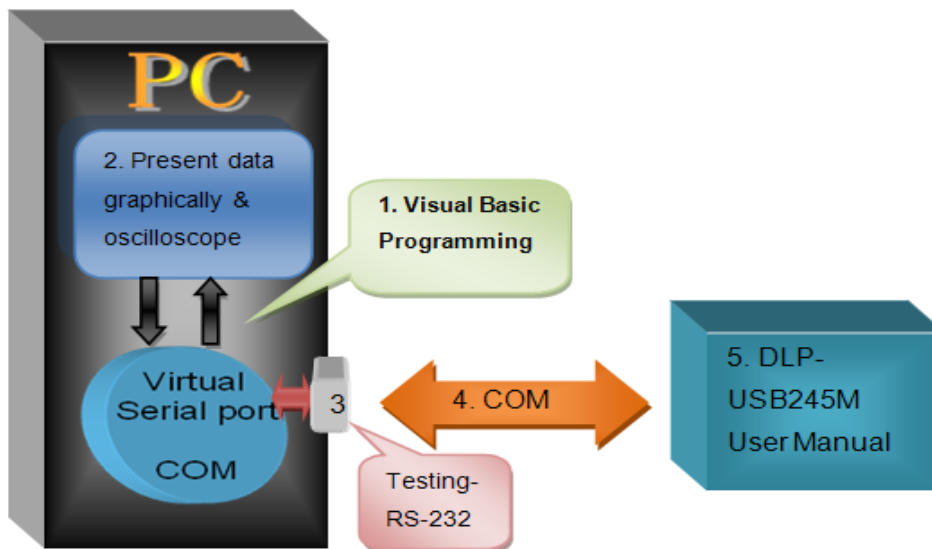 PC
2. Present data
graphically &
oscilloscope
1. Visual Basic
Programming
Virtual
Serial port
COM
3
4. COM
5. DLP-
USB245M
User Manual
Testing-
RS-232